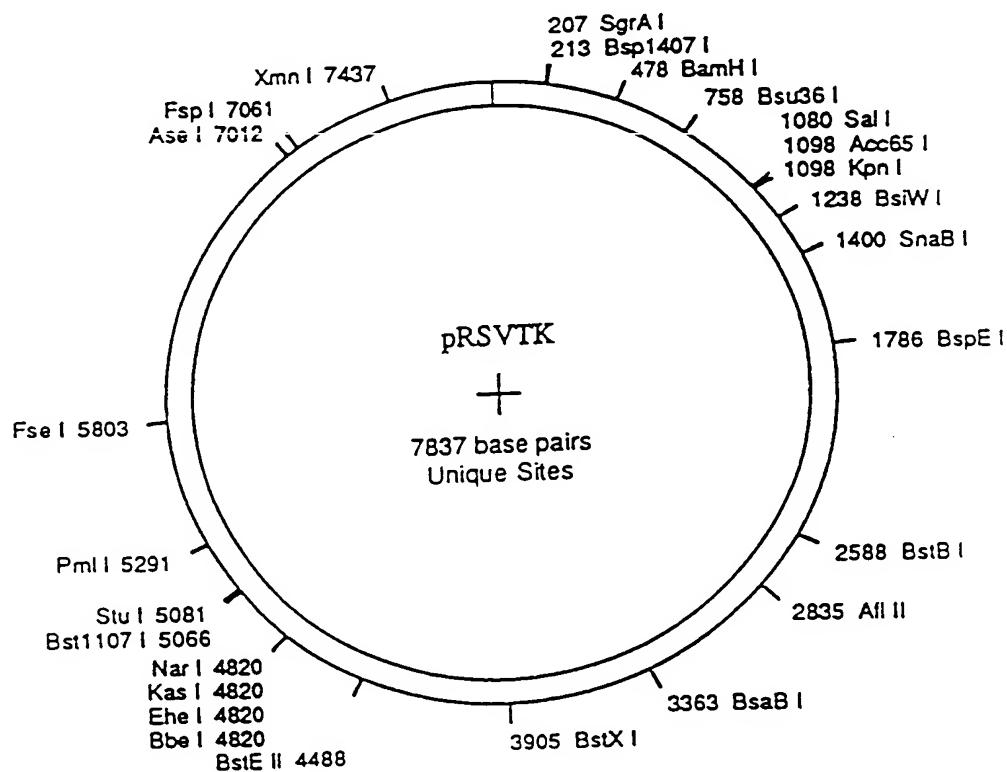 207 SgrA I
213 Bsp1407 I
478 BamH I
758 Bsu36 I
1080 Sal I
1098 Acc65 I
1098 Kpn I
1238 BsiW I
1400 SnaB I
1786 BspE I
2588 BstB I
2835 Afl II
3363 BsaB I
3905 BstX I
BstE II 4488
Bbe I 4820
Ehe I 4820
Kas I 4820
Nar I 4820
Bst1107 I 5066
Stu I 5081
Pml I 5291
Fse I 5803
Ase I 7012
Fsp I 7061
Xmn I 7437
pRSVTK
7837 base pairs
Unique Sites